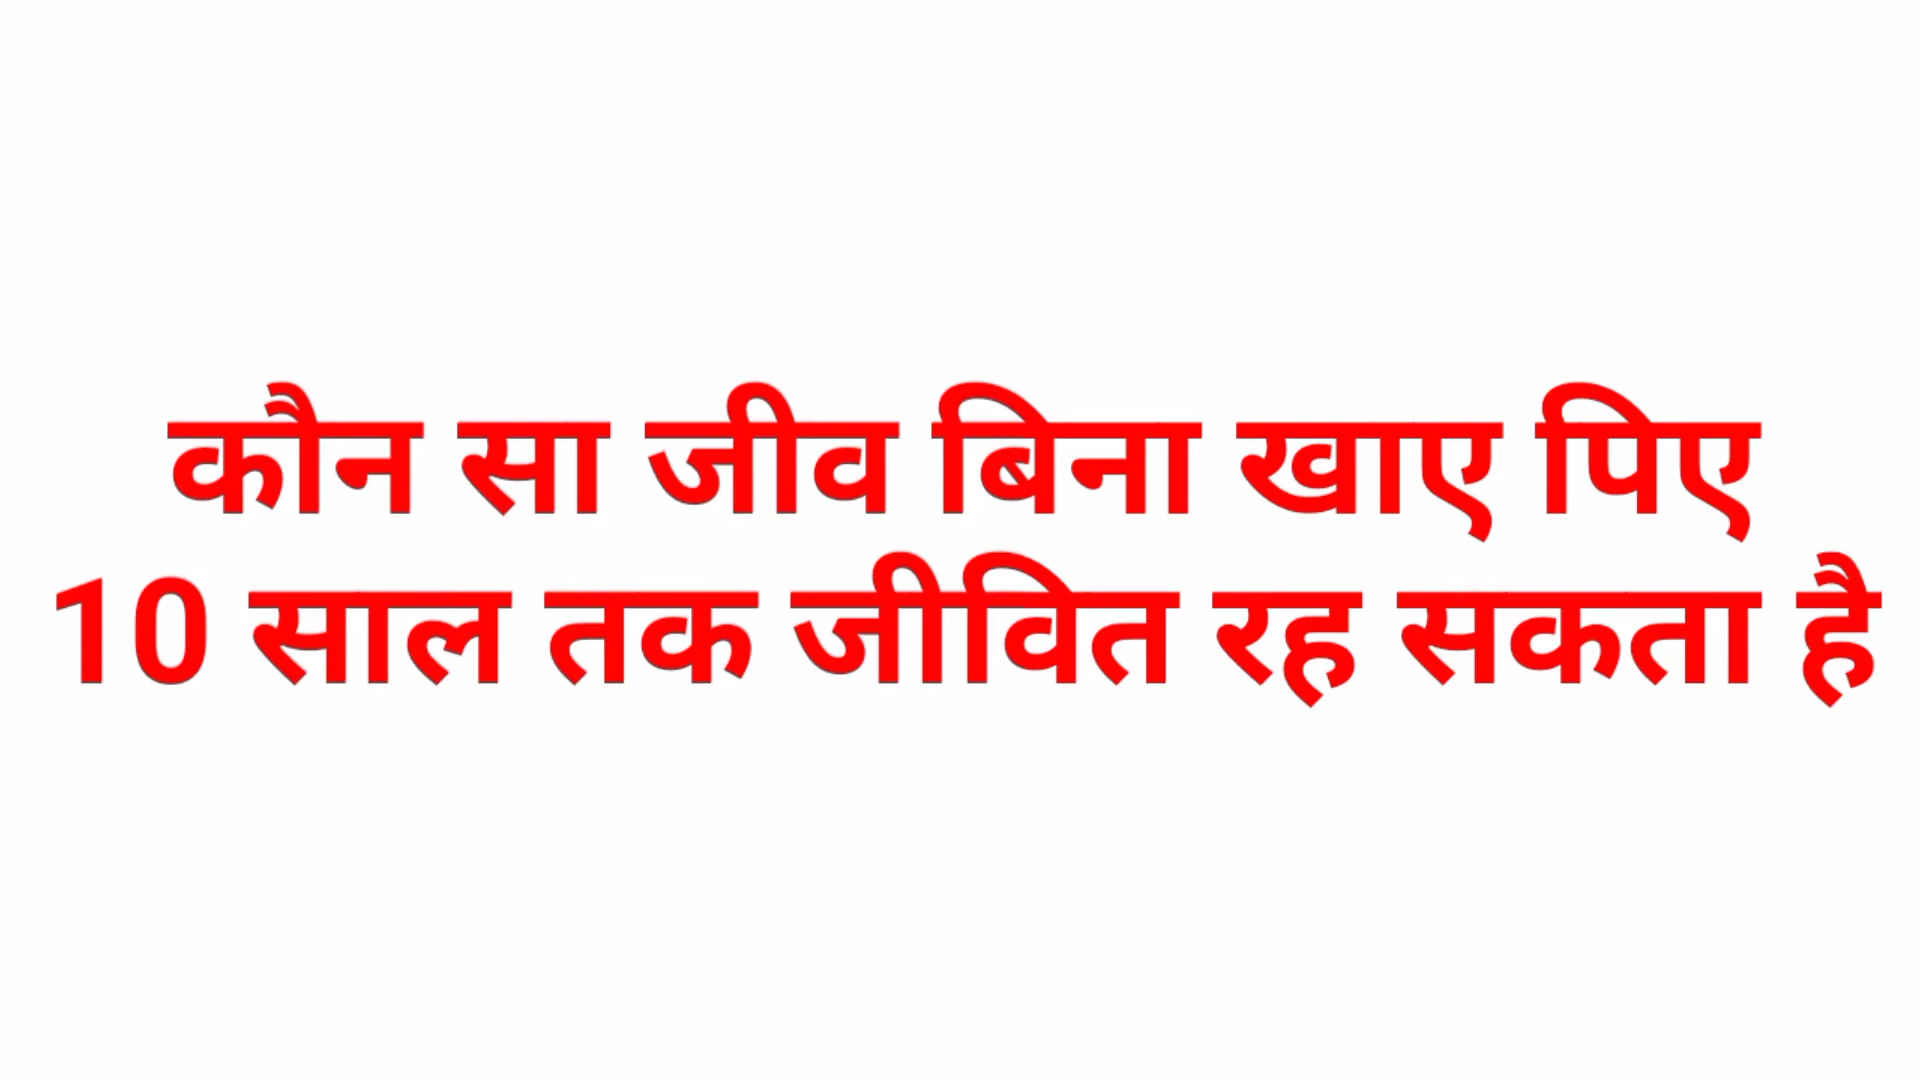 कौन सा जीव बिना खाए पिए
10 साल तक जीवित रह सकता है